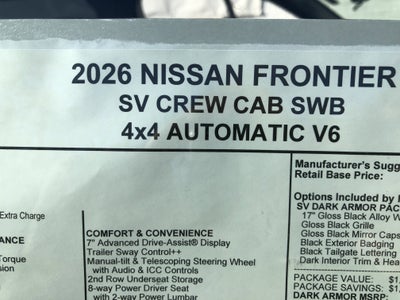 2026 NISSAN FRONTIER
SV CREW CAB SWB
4x4 AUTOMATIC V6
Manufacturer's Sugg
Retail Base Price:
Options Included by
SV DARK ARMOR PAC
17" Gloss Black Alloy W
Gloss Black Grille
Gloss Black Mirror Caps
Black Exterior Badging
Black Tailgate Lettering
Dark Interior Trim & Hea
PACKAGE VALUE: $1
PACKAGE SAVINGS: $1,
DARK ARMOR MSRP:
Extra Charge
ANCE
Torque
sion
COMFORT & CONVENIENCE
7" Advanced Drive-Assist® Display
Trailer Sway Control++
Manual-tilt & Telescoping Steering Wheel
with Audio & ICC Controls
2nd Row Underseat Storage
8-way Power Driver Seat
with 2-way Power Lumbar